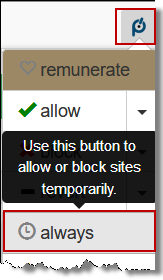 remunerate
allow
Use this button to
allow or block sites
temporarily.
always